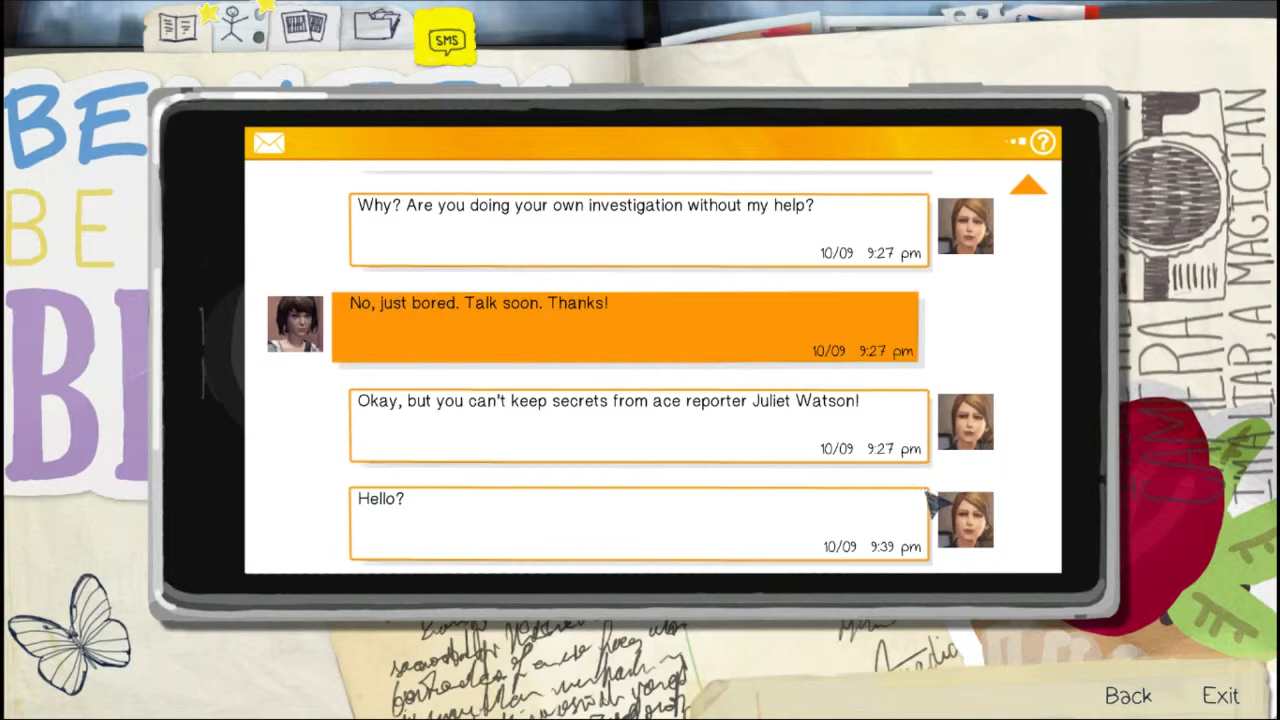 SMS
BE
BE
Why? Are you doing your own investigation without my help?
10/09 9:27 pm
No, just bored. Talk soon. Thanks!
10/09 9:27 pm
Okay, but you can't keep secrets from ace reporter Juliet Watson!
10/09 9:27 pm
Hello?
10/09 9:39 pm
?
CAMERA
I'M A LIAR, A MAGICIAN
Back Exit